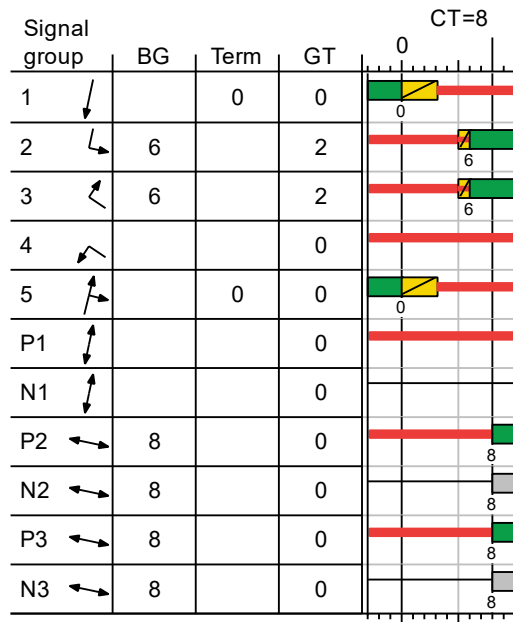 CT=8
Signal
group BG Term GT 0
1 0 0 0
2 6 2 6
3 6 2 6
4 0
5 0 0 0
P1 0
N1 0
P2 8 0 8
N2 8 0 8
P3 8 0 8
N3 8 0 8